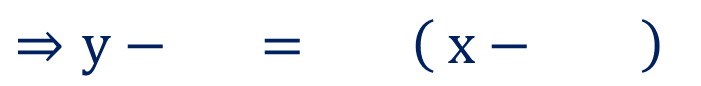 ⇒ y − = ( x − )